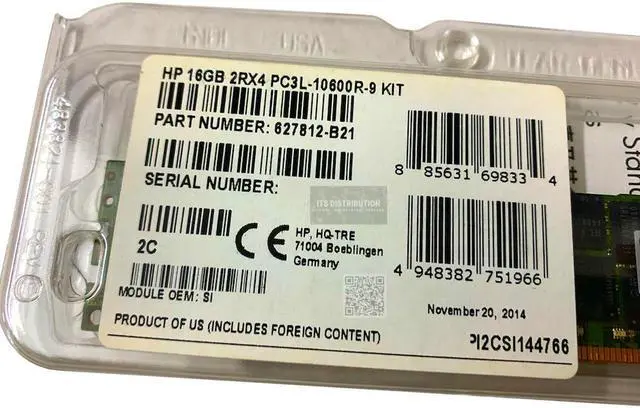 USA
HP 16GB 2RX4 PC3L-10600R-9 KIT
PART NUMBER: 627812-B21
8 85631 69833 4
SERIAL NUMBER:
ITS DISTRIBUTION
2C
CE
HP, HQ-TRE
71004 Boeblingen
Germany
4 948382 751966
MODULE OEM: SI
November 20, 2014
PRODUCT OF US (INCLUDES FOREIGN CONTENT)
PI2CSI144766